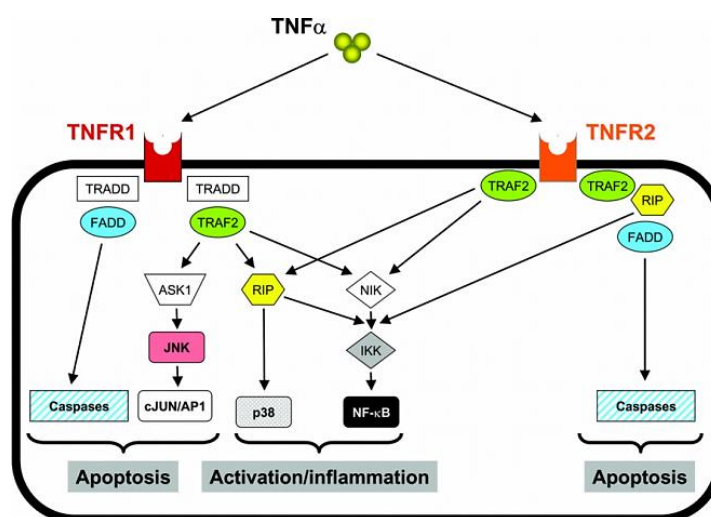 TNFα
TNFR1
TNFR2
TRADD
TRADD
TRAF2
TRAF2
RIP
FADD
TRAF2
FADD
ASK1
RIP
NIK
JNK
IKK
Caspases
cJUN/AP1
p38
NF-κB
Caspases
Apoptosis
Activation/inflammation
Apoptosis